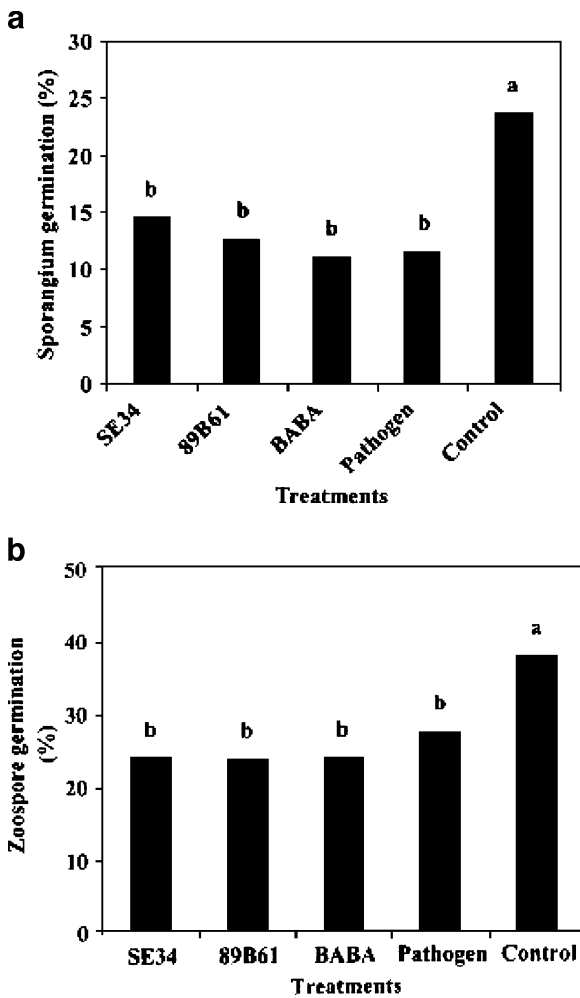 a
Sporangium germination (%)
30
25
20
15
10
5
0
b
b
b
b
a
SE34
89B61
BABA
Pathogen
Control
Treatments
b
Zoospore germination
(%)
50
40
30
20
10
0
b
b
b
b
a
SE34 89B61 BABA Pathogen Control
Treatments